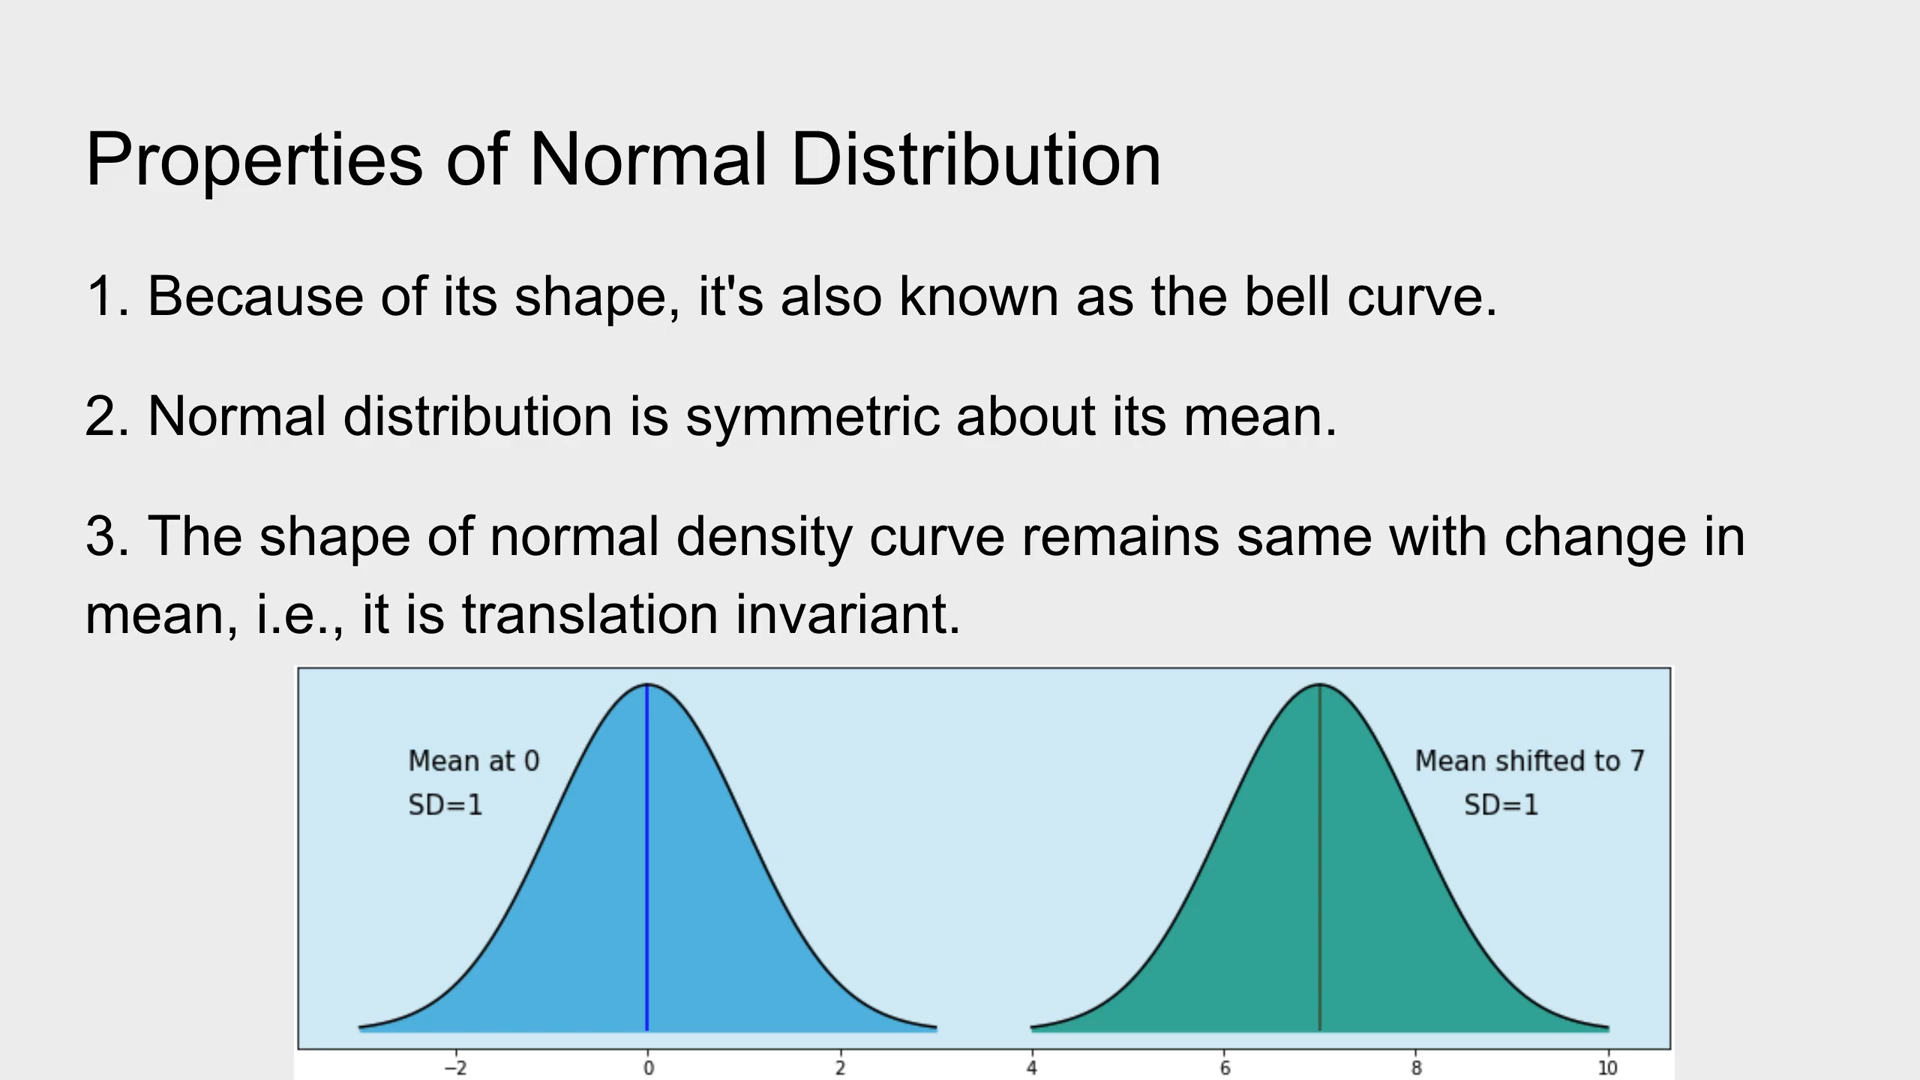 Properties of Normal Distribution
1. Because of its shape, it's also known as the bell curve.
2. Normal distribution is symmetric about its mean.
3. The shape of normal density curve remains same with change in
mean, i.e., it is translation invariant.
Mean at 0
SD=1
Mean shifted to 7
SD=1
−2 0 2 4 6 8 10